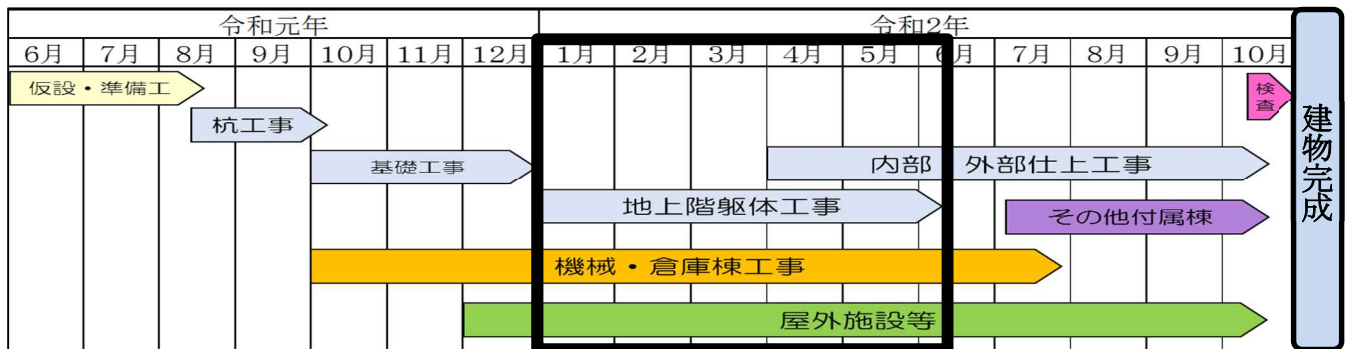 令和元年 令和2年
6月 7月 8月 9月 10月 11月 12月 1月 2月 3月 4月 5月 6月 7月 8月 9月 10月
仮設・準備工
検査
杭工事
基礎工事
内部・外部仕上工事
地上階躯体工事
その他付属棟
機械・倉庫棟工事
屋外施設等
建物完成